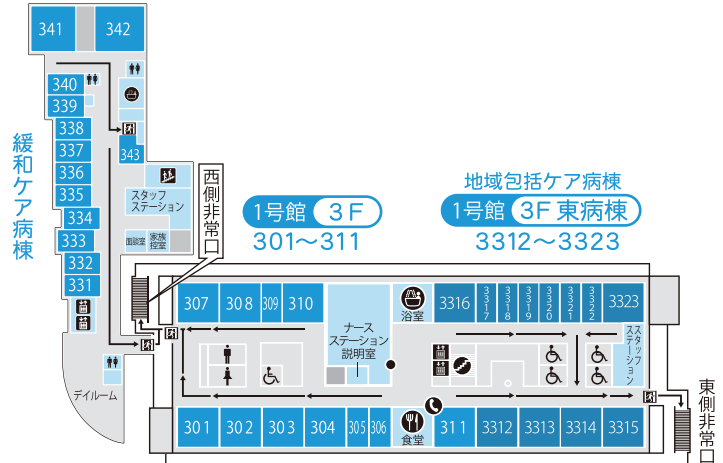 341
342
340
339
338
337
336
335
334
333
332
331
343
緩和ケア病棟
スタッフ
ステーション
面談室
家族
控室
デイルーム
西側非常口
1号館 3F
301〜311
地域包括ケア病棟
1号館 3F 東病棟
3312〜3323
307
308
309
310
ナース
ステーション
説明室
浴室
3316
3317
3318
3319
3320
3321
3322
3323
スタッフ
ステーション
301
302
303
304
305
306
食堂
311
3312
3313
3314
3315
東側非常口